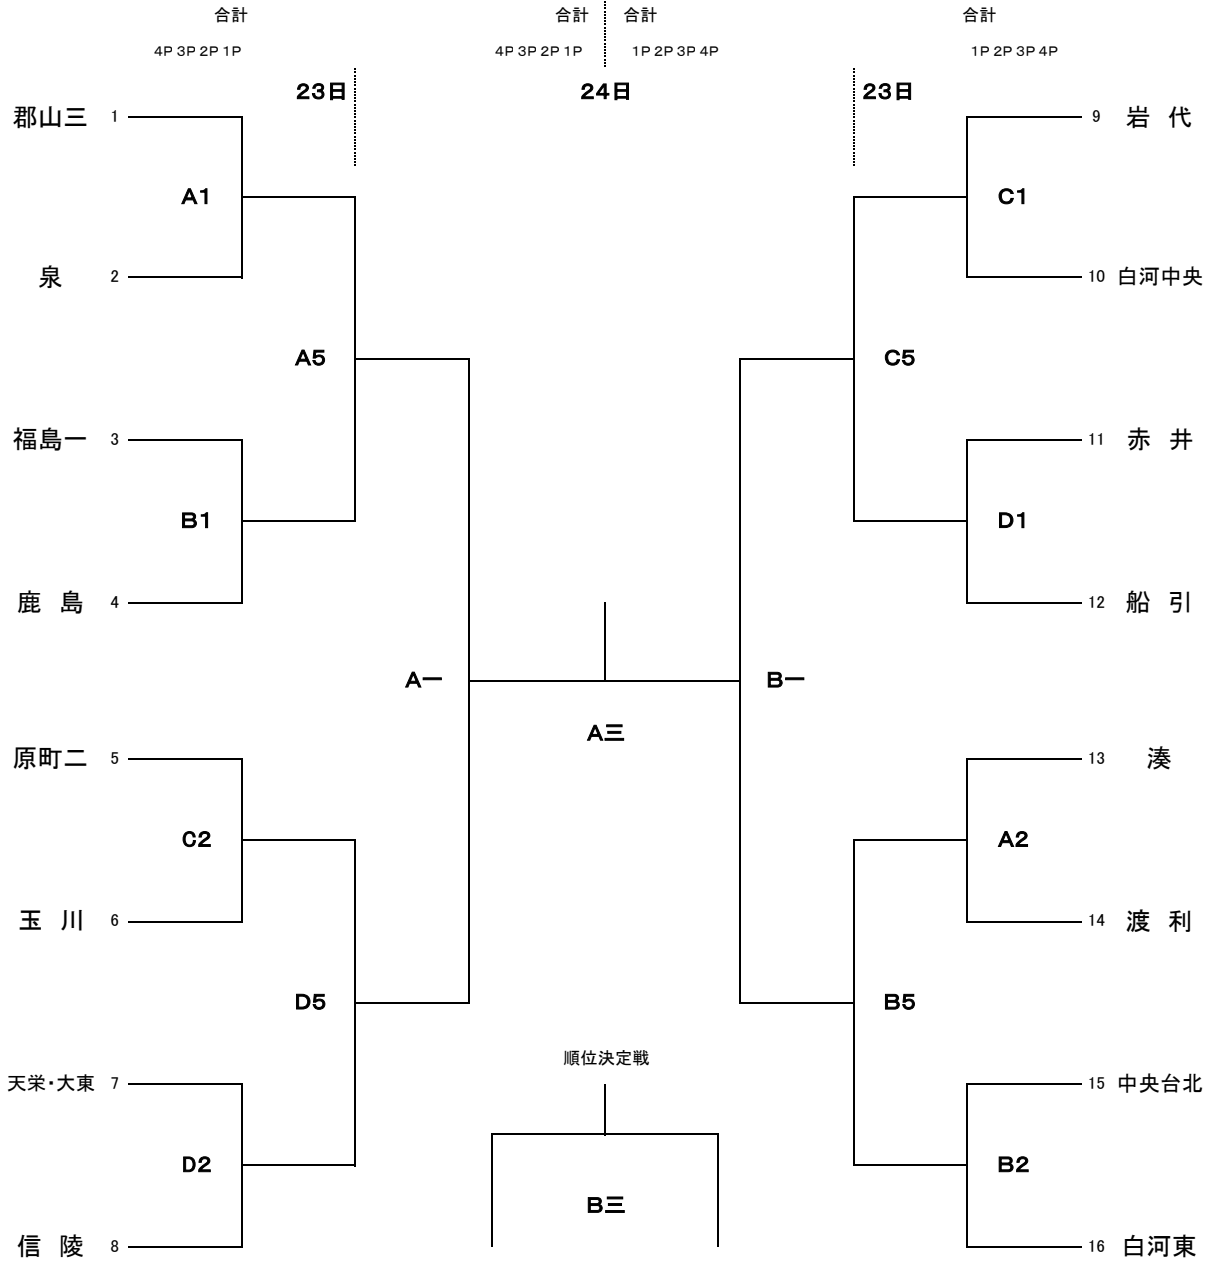 合計 合計 合計 合計
4P 3P 2P 1P 4P 3P 2P 1P 1P 2P 3P 4P 1P 2P 3P 4P
23日 24日 23日
郡山三 1 9 岩 代
A1 C1
泉 2 10 白河中央
A5 C5
福島一 3 11 赤 井
B1 D1
鹿 島 4 12 船 引
A一 B一
A三
原町二 5 13 湊
C2 A2
玉 川 6 14 渡 利
D5 B5
順位決定戦
天栄・大東 7 15 中央台北
D2 B2
B三
信 陵 8 16 白河東